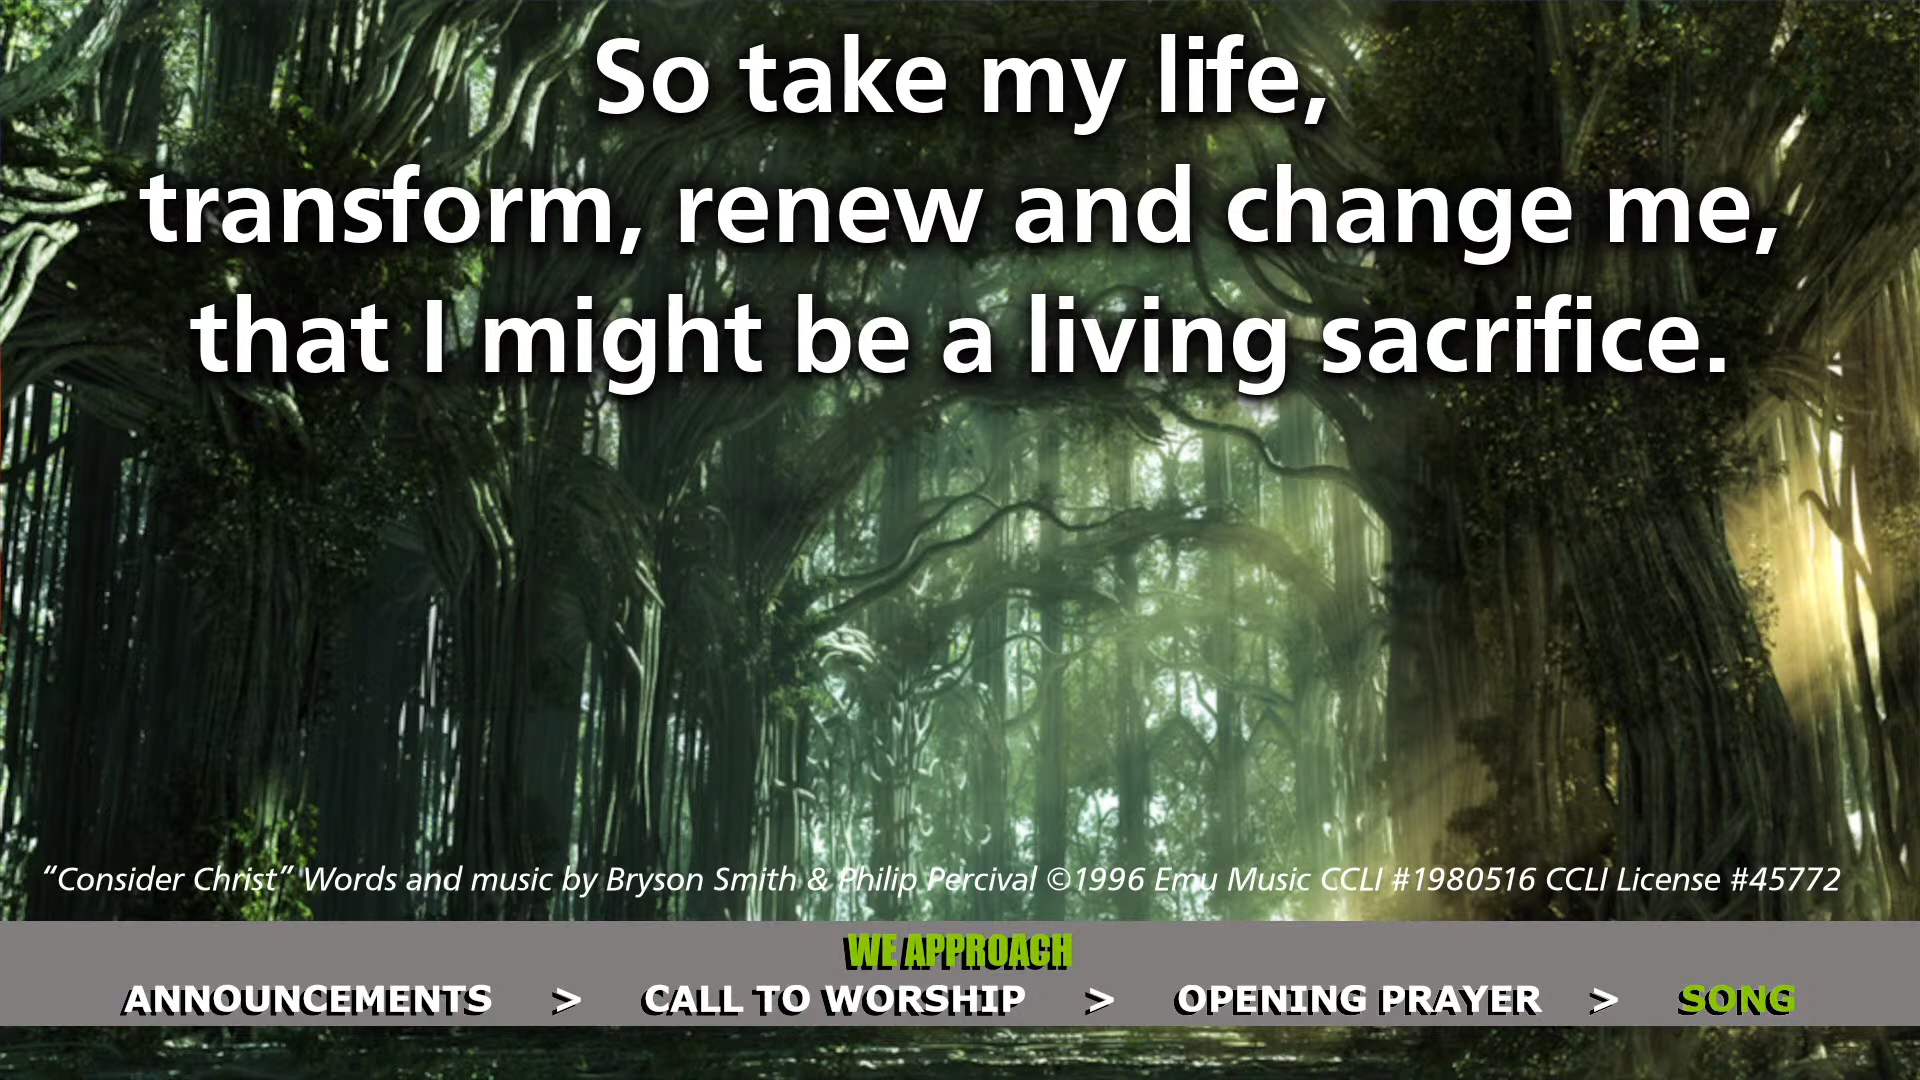 So take my life,
transform, renew and change me,
that I might be a living sacrifice.
“Consider Christ” Words and music by Bryson Smith & Philip Percival ©1996 Emu Music CCLI #1980516 CCLI License #45772
WE APPROACH
ANNOUNCEMENTS > CALL TO WORSHIP > OPENING PRAYER > SONG